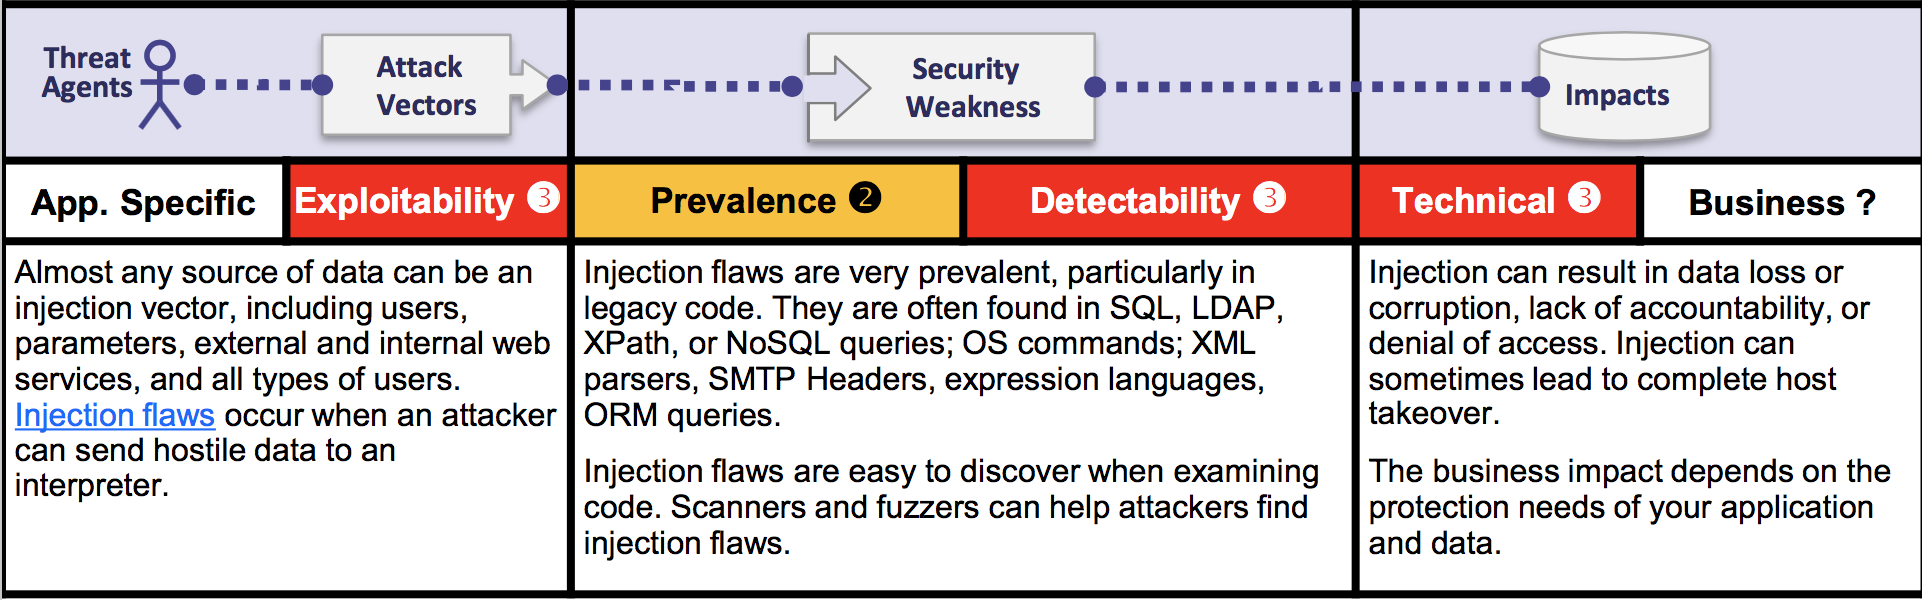 Threat
Agents
Attack
Vectors
Security
Weakness
Impacts
App. Specific
Exploitability ❸
Prevalence ❷
Detectability ❸
Technical ❸
Business ?
Almost any source of data can be an
injection vector, including users,
parameters, external and internal web
services, and all types of users.
Injection flaws occur when an attacker
can send hostile data to an
interpreter.
Injection flaws are very prevalent, particularly in
legacy code. They are often found in SQL, LDAP,
XPath, or NoSQL queries; OS commands; XML
parsers, SMTP Headers, expression languages,
ORM queries.
Injection flaws are easy to discover when examining
code. Scanners and fuzzers can help attackers find
injection flaws.
Injection can result in data loss or
corruption, lack of accountability, or
denial of access. Injection can
sometimes lead to complete host
takeover.
The business impact depends on the
protection needs of your application
and data.